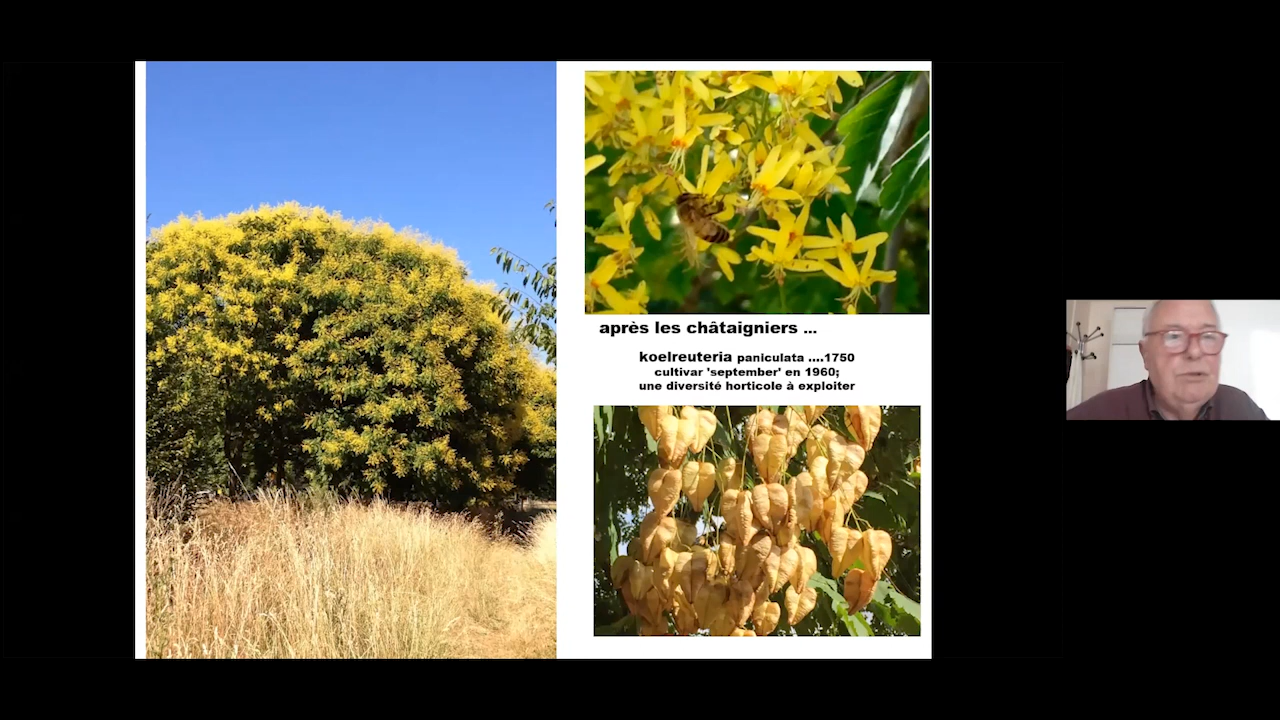 après les châtaigniers ...
koelreuteria paniculata ....1750
cultivar 'september' en 1960;
une diversité horticole à exploiter